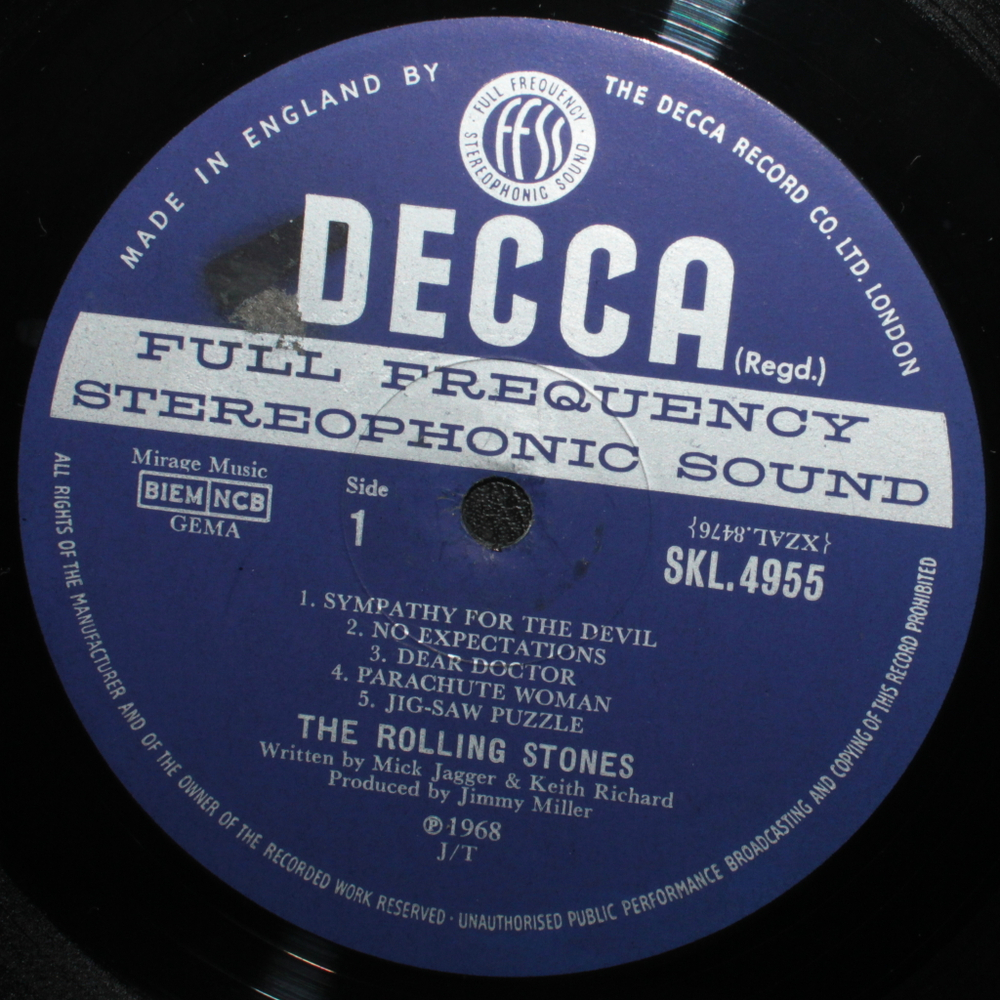 MADE IN ENGLAND BY
THE DECCA RECORD CO. LTD. LONDON
· FULL FREQUENCY ·
STEREOPHONIC SOUND
FFSS
DECCA
(Regd.)
FULL FREQUENCY
STEREOPHONIC SOUND
Mirage Music
BIEM NCB
GEMA
Side
1
{XZAL.8476}
SKL.4955
1. SYMPATHY FOR THE DEVIL
2. NO EXPECTATIONS
3. DEAR DOCTOR
4. PARACHUTE WOMAN
5. JIG-SAW PUZZLE
THE ROLLING STONES
Written by Mick Jagger & Keith Richard
Produced by Jimmy Miller
℗ 1968
J/T
ALL RIGHTS OF THE MANUFACTURER AND OF THE OWNER OF THE RECORDED WORK RESERVED · UNAUTHORISED PUBLIC PERFORMANCE BROADCASTING AND COPYING OF THIS RECORD PROHIBITED